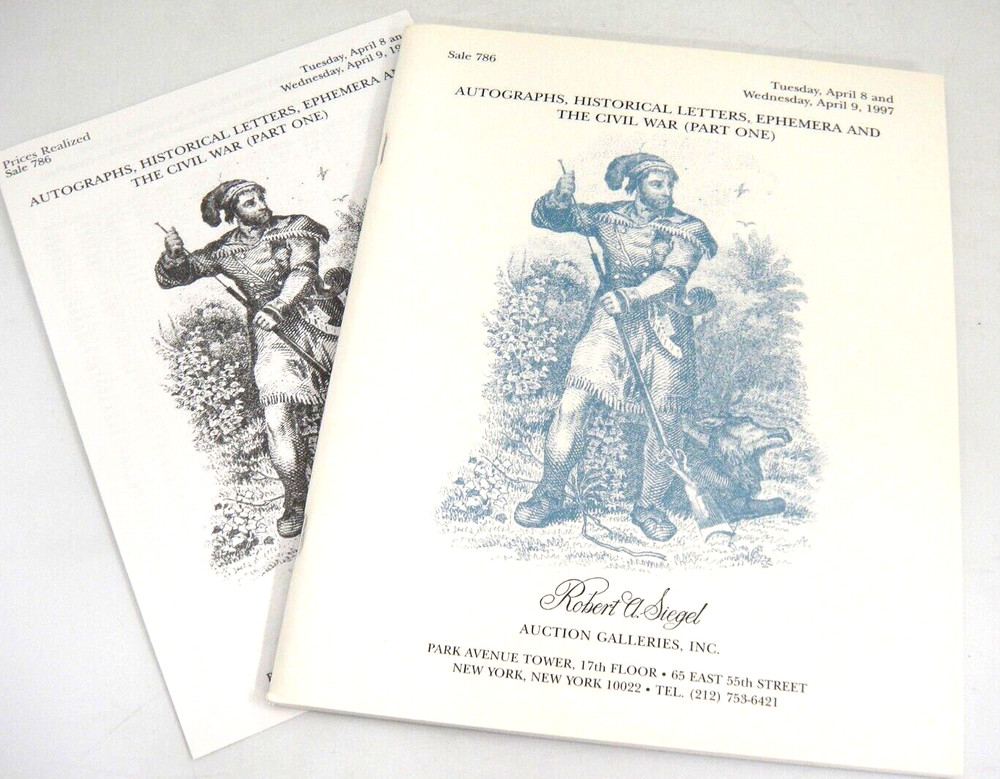 Tuesday, April 8 an
Wednesday, April 9, 19
Prices Realized
Sale 786
AUTOGRAPHS, HISTORICAL LETTERS, EPHEMERA A
THE CIVIL WAR (PART ONE)
Sale 786
Tuesday, April 8 and
Wednesday, April 9, 1997
AUTOGRAPHS, HISTORICAL LETTERS, EPHEMERA AND
THE CIVIL WAR (PART ONE)
Robert A. Siegel
AUCTION GALLERIES, INC.
PARK AVENUE TOWER, 17th FLOOR • 65 EAST 55th STREET
NEW YORK, NEW YORK 10022 • TEL. (212) 753-6421